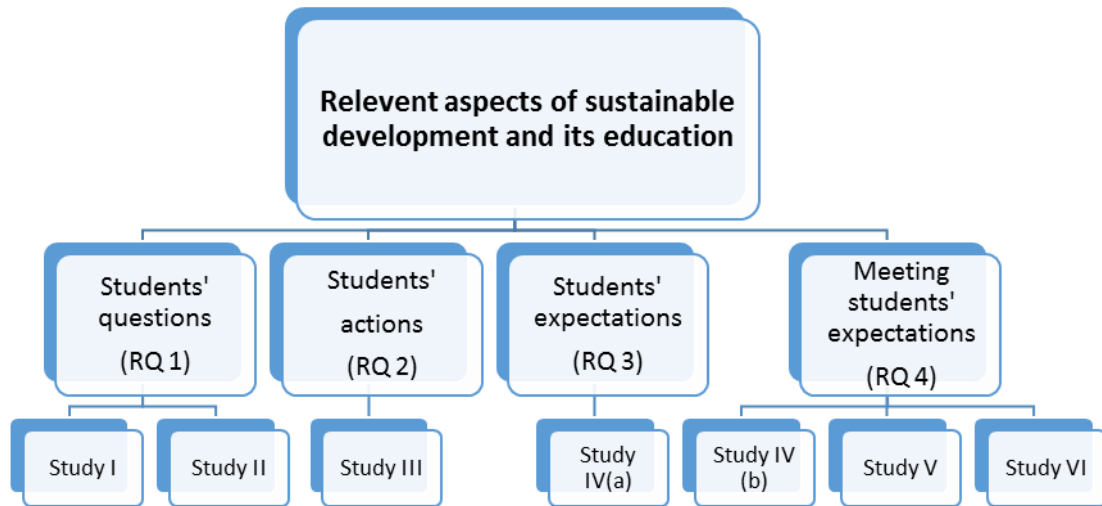 Relevent aspects of sustainable
development and its education
Students'
questions
(RQ 1)
Students'
actions
(RQ 2)
Students'
expectations
(RQ 3)
Meeting
students'
expectations
(RQ 4)
Study I
Study II
Study III
Study
IV(a)
Study IV
(b)
Study V
Study VI